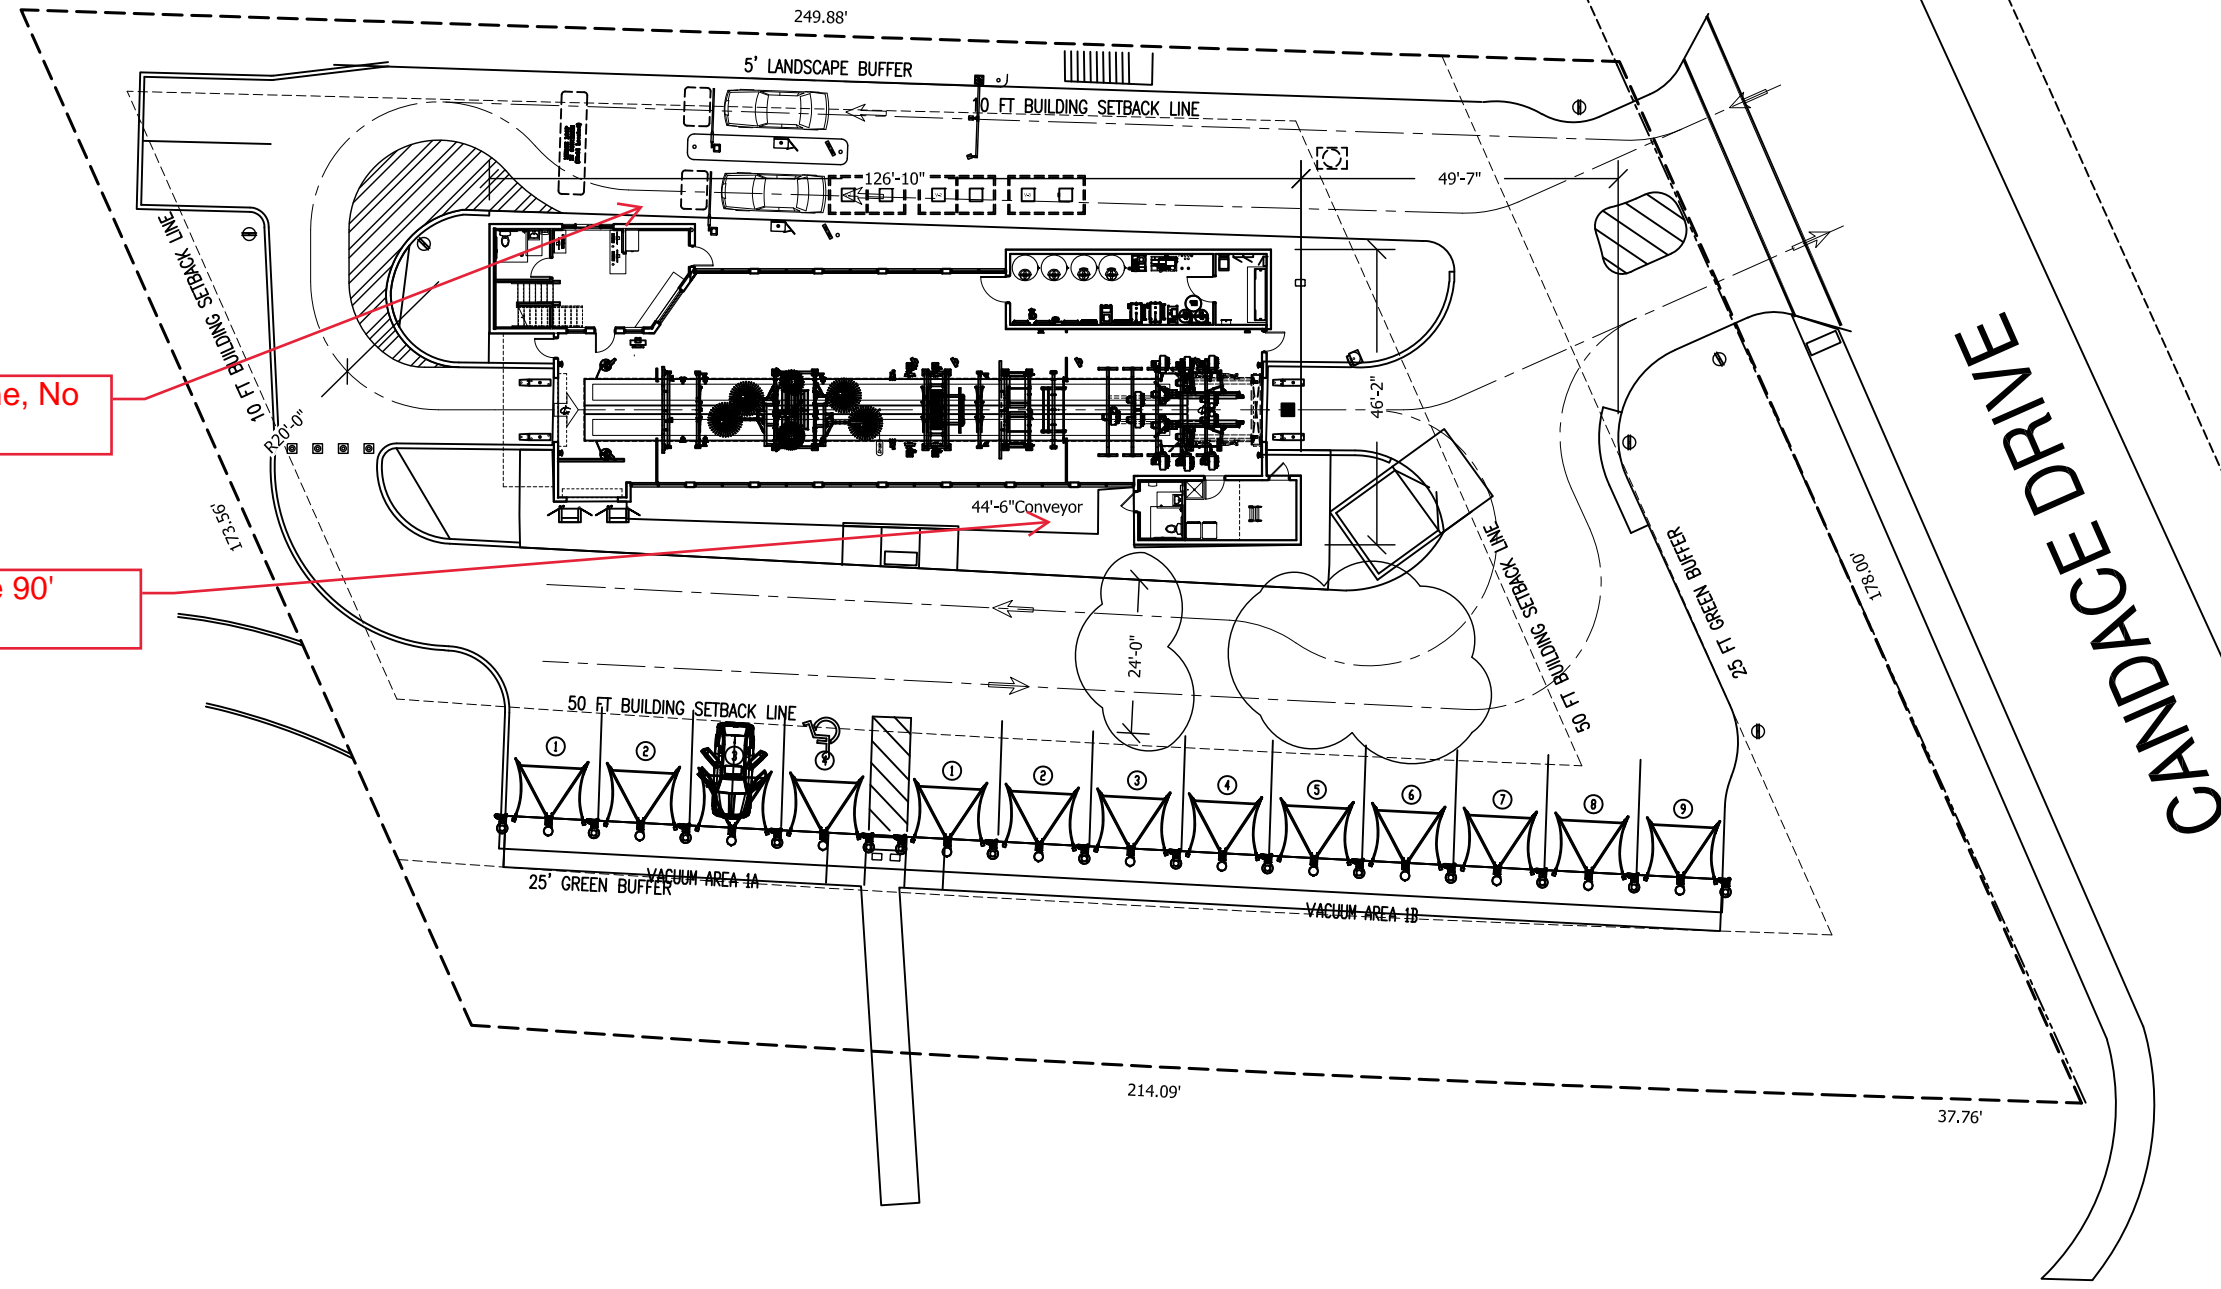 249.88'
5' LANDSCAPE BUFFER
10 FT BUILDING SETBACK LINE
126'-10"
49'-7"
10 FT BUILDING SETBACK LINE
ne, No
R20'-0"
46'-2"
173.56'
44'-6"Conveyor
e 90'
24'-0"
50 FT BUILDING SETBACK LINE
25 FT GREEN BUFFER
178.00'
CANDACE DRIVE
50 FT BUILDING SETBACK LINE
1
2
3
4
1
2
3
4
5
6
7
8
9
VACUUM AREA 1A
25' GREEN BUFFER
VACUUM AREA 1B
214.09'
37.76'